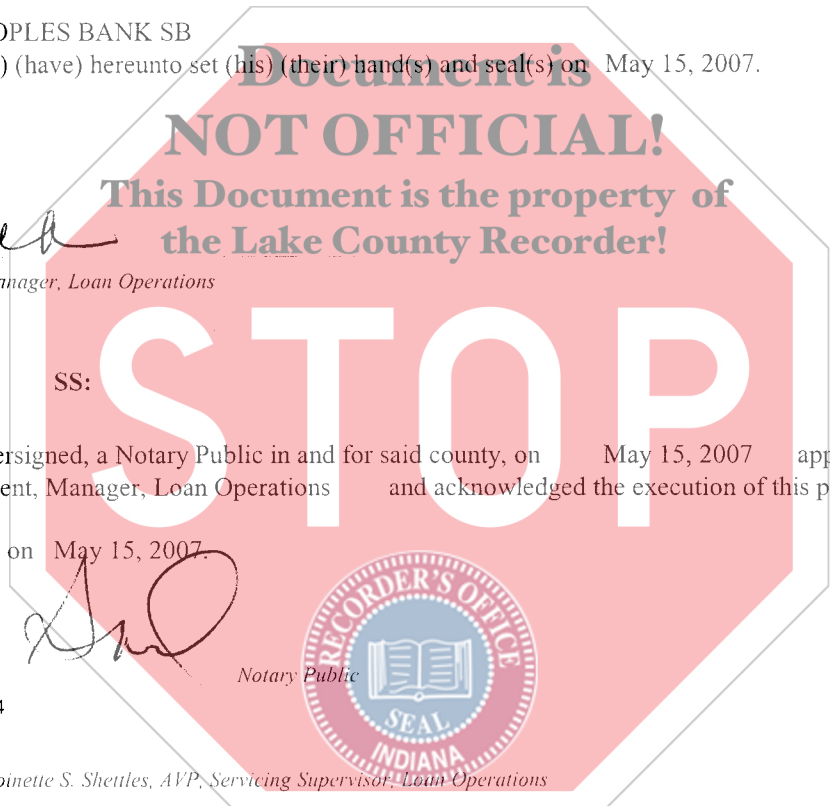 OPLES BANK SB
) (have) hereunto set (his) (their) hand(s) and seal(s) on May 15, 2007.
Document is
NOT OFFICIAL!
This Document is the property of
the Lake County Recorder!
anager, Loan Operations
STOP
SS:
ersigned, a Notary Public in and for said county, on May 15, 2007 app
ent, Manager, Loan Operations and acknowledged the execution of this p
on May 15, 2007.
RECORDER'S OFFICE
SEAL
INDIANA
Notary Public
4
oinette S. Shettles, AVP, Servicing Supervisor, Loan Operations